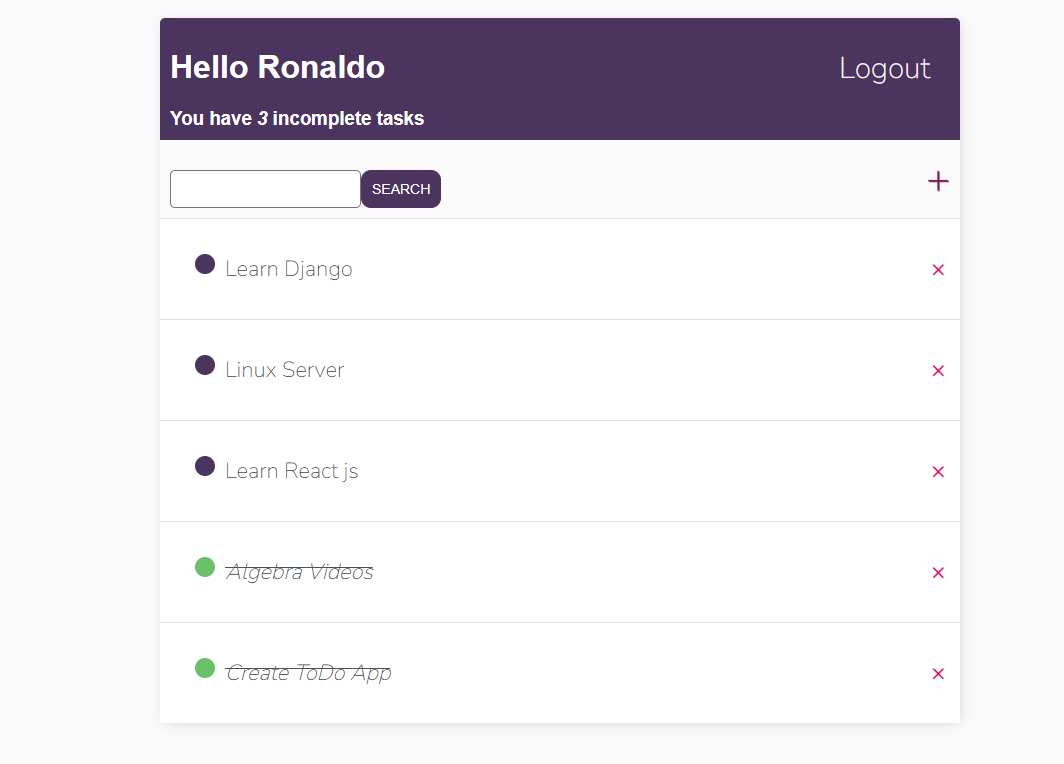 Hello Ronaldo
Logout
You have 3 incomplete tasks
SEARCH
Learn Django
Linux Server
Learn React js
Algebra Videos
Create ToDo App